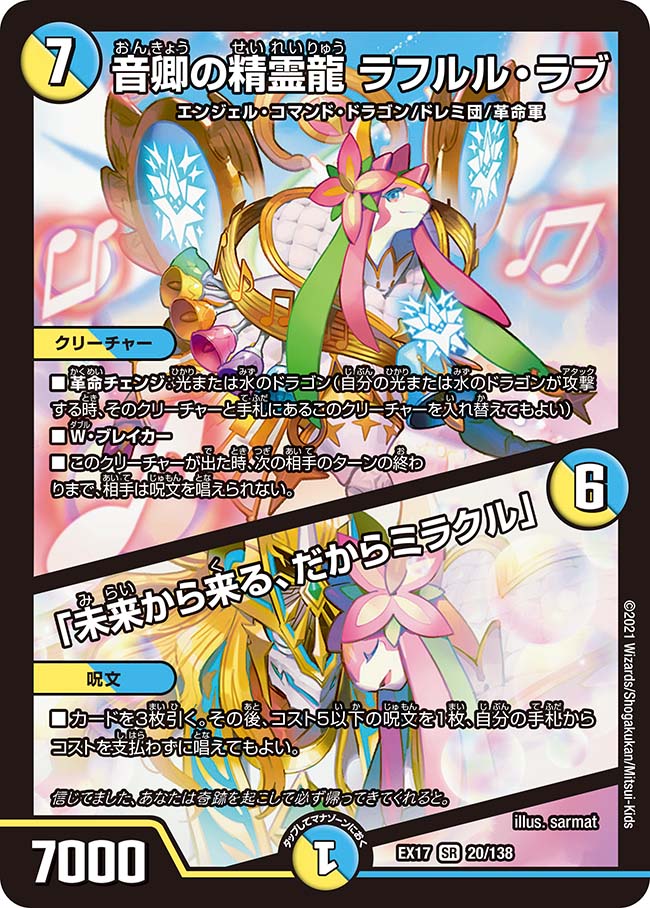 7
音卿の精霊龍 ラフルル・ラブ
おんきょう せいれいりゅう
エンジェル・コマンド・ドラゴン/ドレミ団/革命軍
クリーチャー
■革命チェンジ:光または水のドラゴン(自分の光または水のドラゴンが攻撃
する時、そのクリーチャーと手札にあるこのクリーチャーを入れ替えてもよい)
■W・ブレイカー
■このクリーチャーが出た時、次の相手のターンの終わ
りまで、相手は呪文を唱えられない。
6
「未来から来る、だからミラクル」
呪文
■カードを3枚引く。その後、コスト5以下の呪文を1枚、自分の手札から
コストを支払わずに唱えてもよい。
信じてました、あなたは奇跡を起こして必ず帰ってきてくれると。
illus. sarmat
©2021 Wizards/Shogakukan/Mitsui-Kids
7000
タップしてマナゾーンにおく
1
EX17 SR 20/138